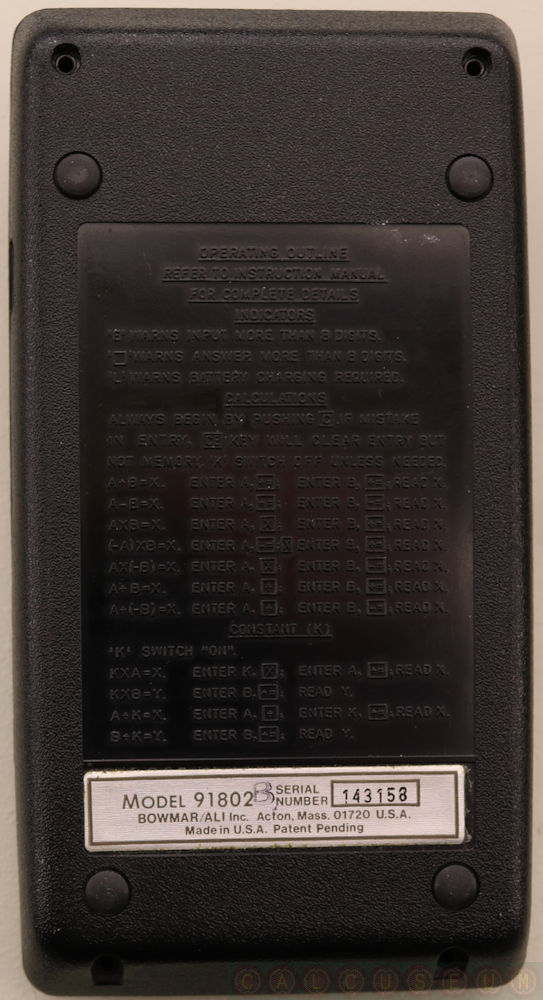 OPERATING OUTLINE
REFER TO INSTRUCTION MANUAL
FOR COMPLETE DETAILS
INDICATORS
"8" WARNS INPUT MORE THAN 8 DIGITS.
"□" WARNS ANSWER MORE THAN 8 DIGITS.
"L" WARNS BATTERY CHARGING REQUIRED.
CALCULATIONS
ALWAYS BEGIN BY PUSHING C, IF MISTAKE
IN ENTRY, CE KEY WILL CLEAR ENTRY BUT
NOT MEMORY. "K" SWITCH OFF UNLESS NEEDED.
A+B=X. ENTER A, +=; ENTER B, +=; READ X.
A-B=X. ENTER A, +=; ENTER B, -=; READ X.
AXB=X. ENTER A, X; ENTER B, +=; READ X.
(-A)XB=X. ENTER A, -=; X ENTER B, +=; READ X.
AX(-B)=X. ENTER A, X; ENTER B, -=; READ X.
A÷B=X. ENTER A, ÷; ENTER B, +=; READ X.
A÷(-B)=X. ENTER A, ÷; ENTER B, -=; READ X.
CONSTANT (K)
"K" SWITCH "ON".
KXA=X. ENTER K, X; ENTER A, +=; READ X.
KXB=Y. ENTER B, +=; READ Y.
A÷K=X. ENTER A, ÷; ENTER K, +=; READ X.
B÷K=Y. ENTER B, +=; READ Y.
MODEL 91802 B SERIAL NUMBER 143158
BOWMAR/ALI Inc. Acton, Mass. 01720 U.S.A.
Made in U.S.A. Patent Pending
CALCUSEUM